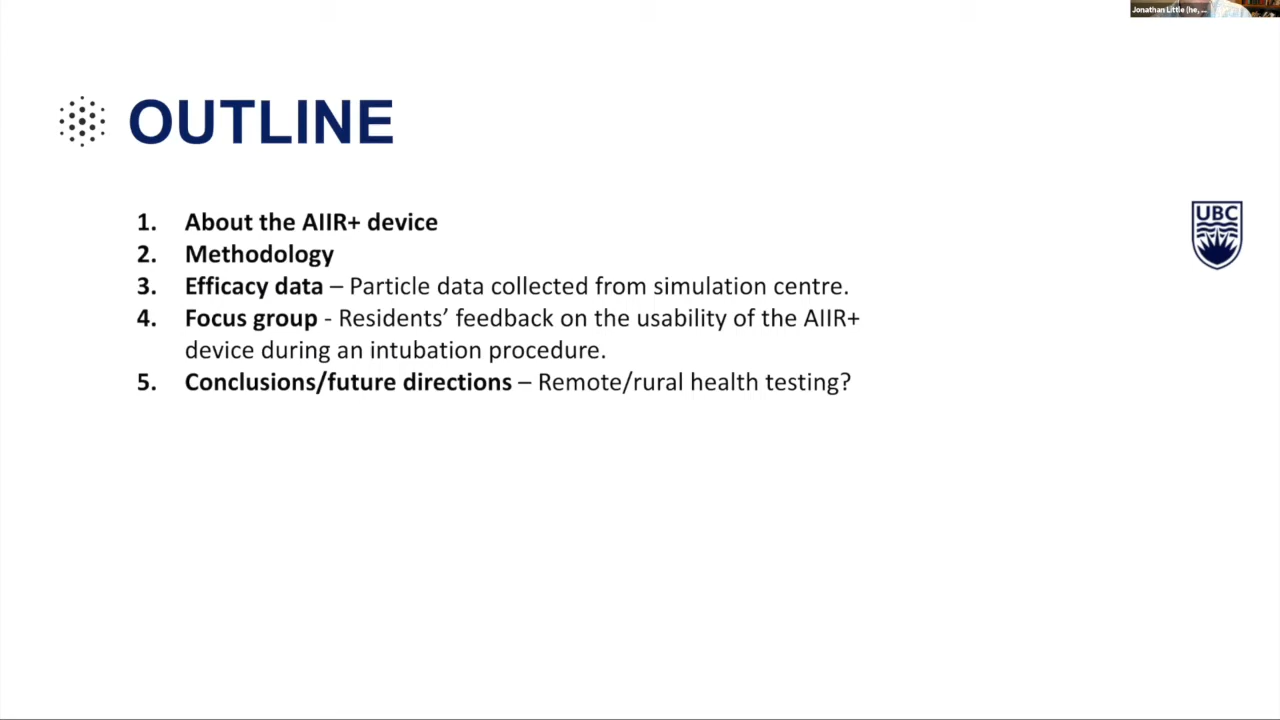 Jonathan Little (he, ...
OUTLINE
1. About the AIIR+ device
2. Methodology
3. Efficacy data – Particle data collected from simulation centre.
4. Focus group - Residents’ feedback on the usability of the AIIR+
device during an intubation procedure.
5. Conclusions/future directions – Remote/rural health testing?
UBC